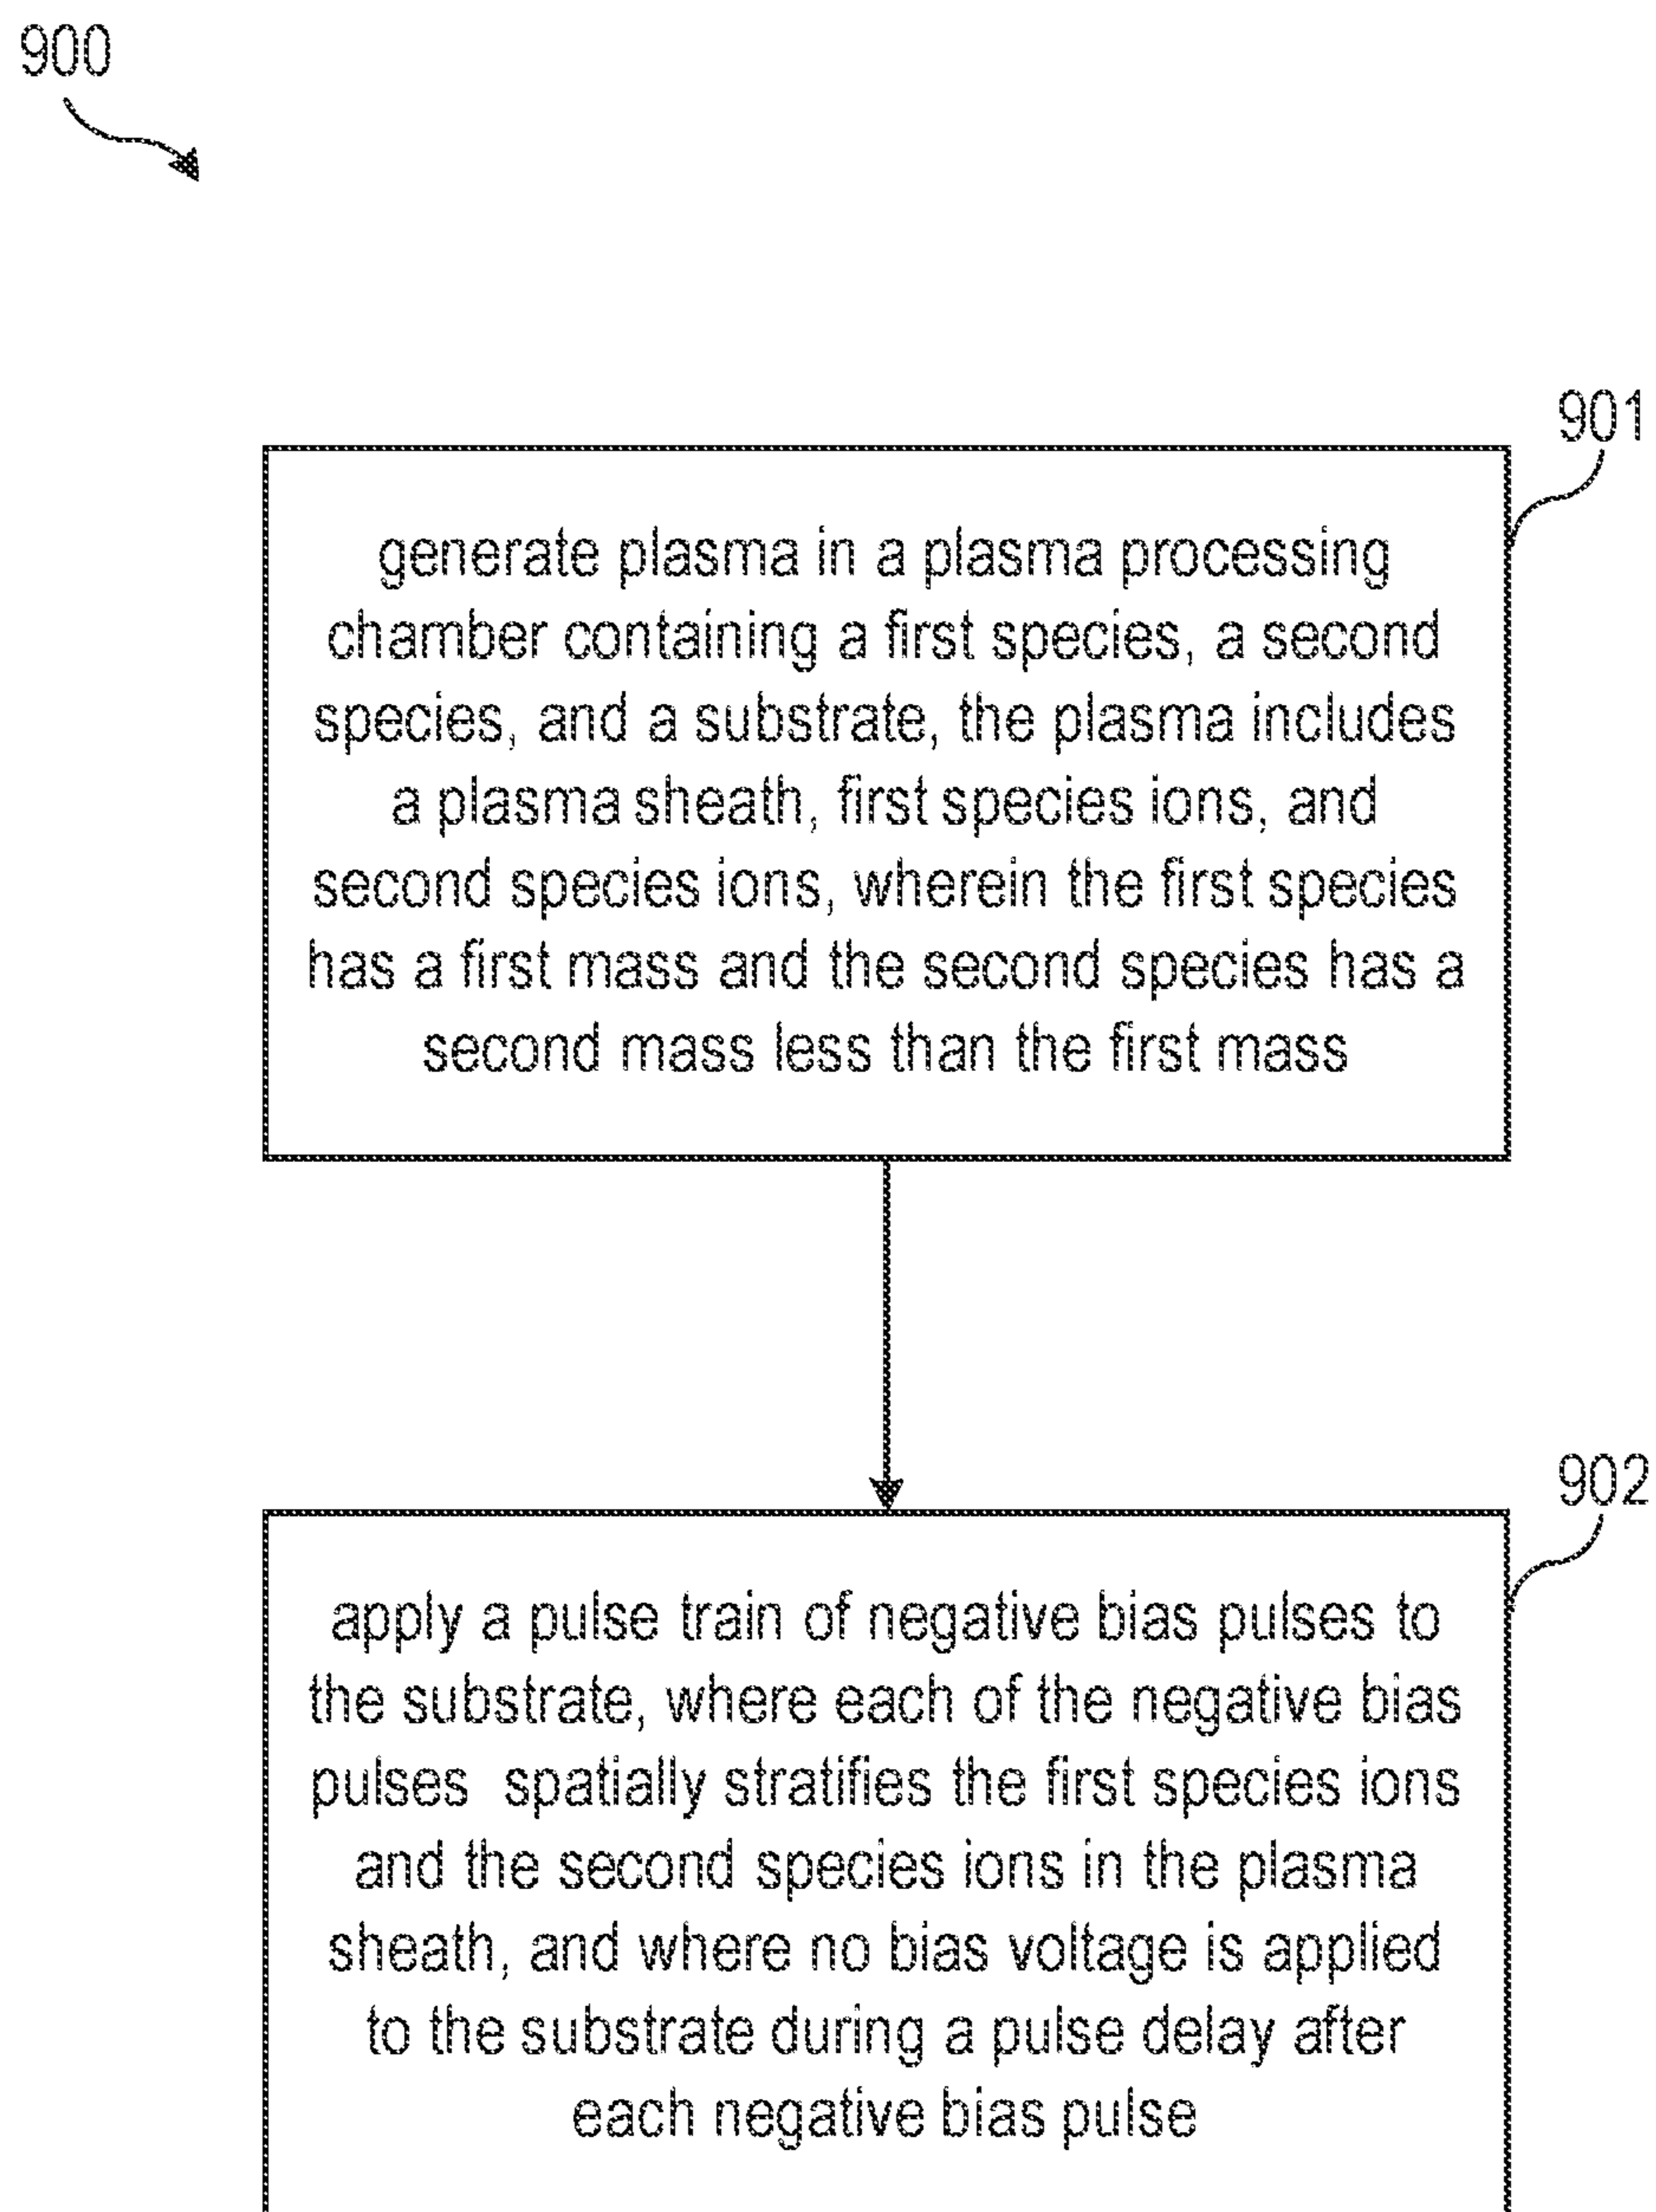 900
901
generate plasma in a plasma processing
chamber containing a first species, a second
species, and a substrate, the plasma includes
a plasma sheath, first species ions, and
second species ions, wherein the first species
has a first mass and the second species has a
second mass less than the first mass
902
apply a pulse train of negative bias pulses to
the substrate, where each of the negative bias
pulses spatially stratifies the first species ions
and the second species ions in the plasma
sheath, and where no bias voltage is applied
to the substrate during a pulse delay after
each negative bias pulse